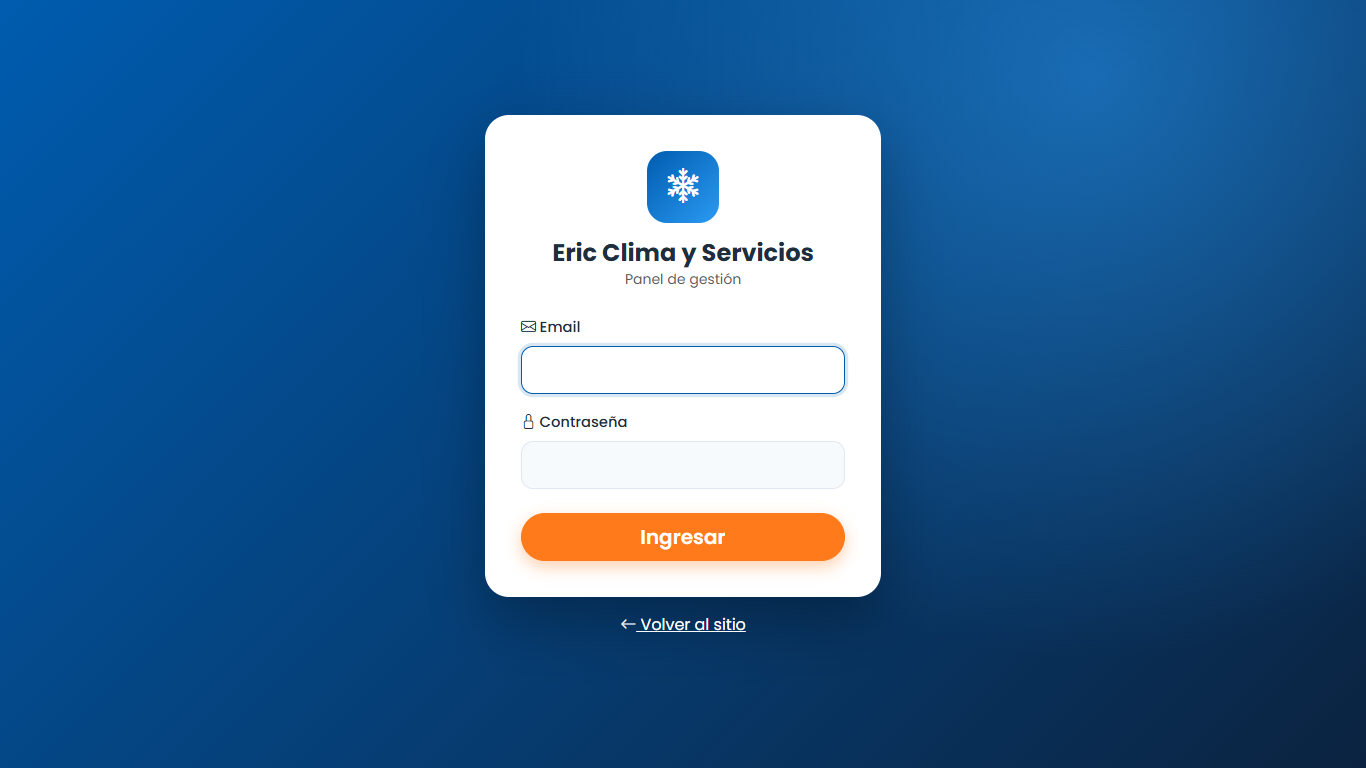 Eric Clima y Servicios
Panel de gestión
Email
Contraseña
Ingresar
Volver al sitio